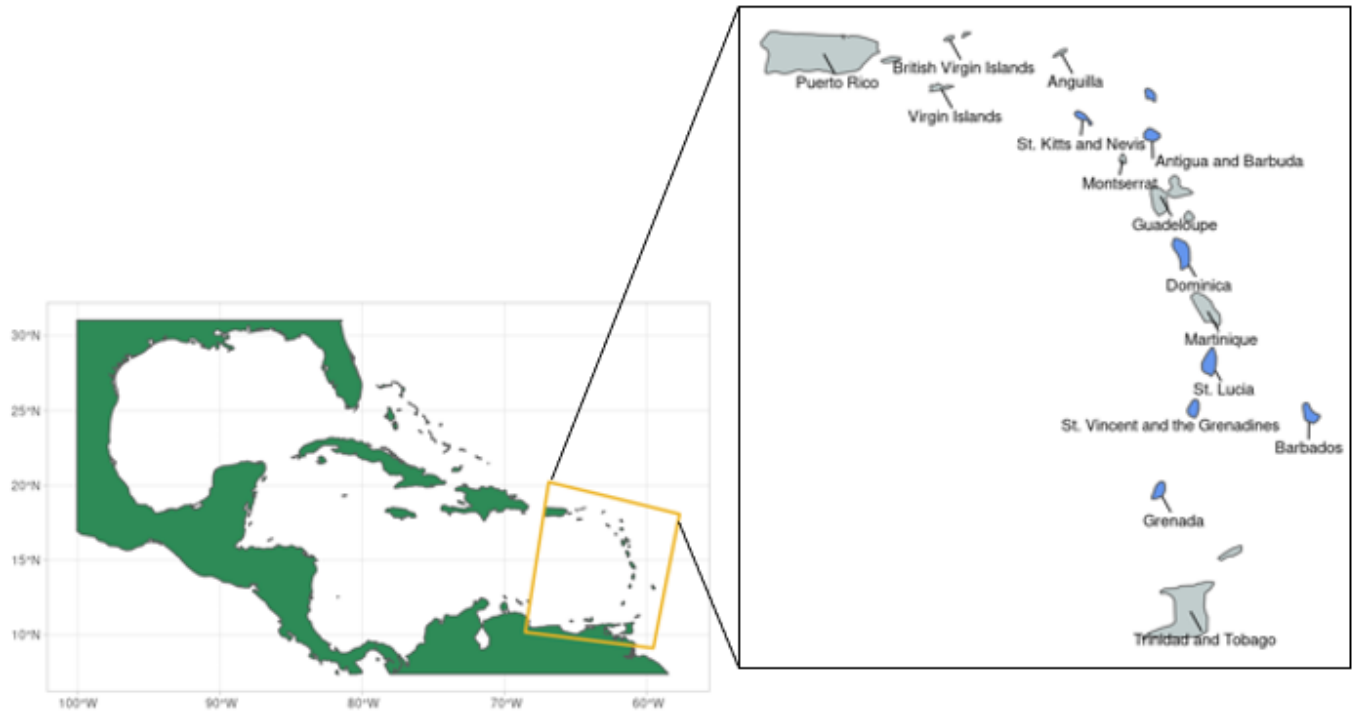 British Virgin Islands
Puerto Rico
Anguilla
Virgin Islands
St. Kitts and Nevis
Antigua and Barbuda
Montserrat
Guadeloupe
Dominica
Martinique
St. Lucia
St. Vincent and the Grenadines
Barbados
Grenada
Trinidad and Tobago
30°N
25°N
20°N
15°N
10°N
100°W
90°W
80°W
70°W
60°W